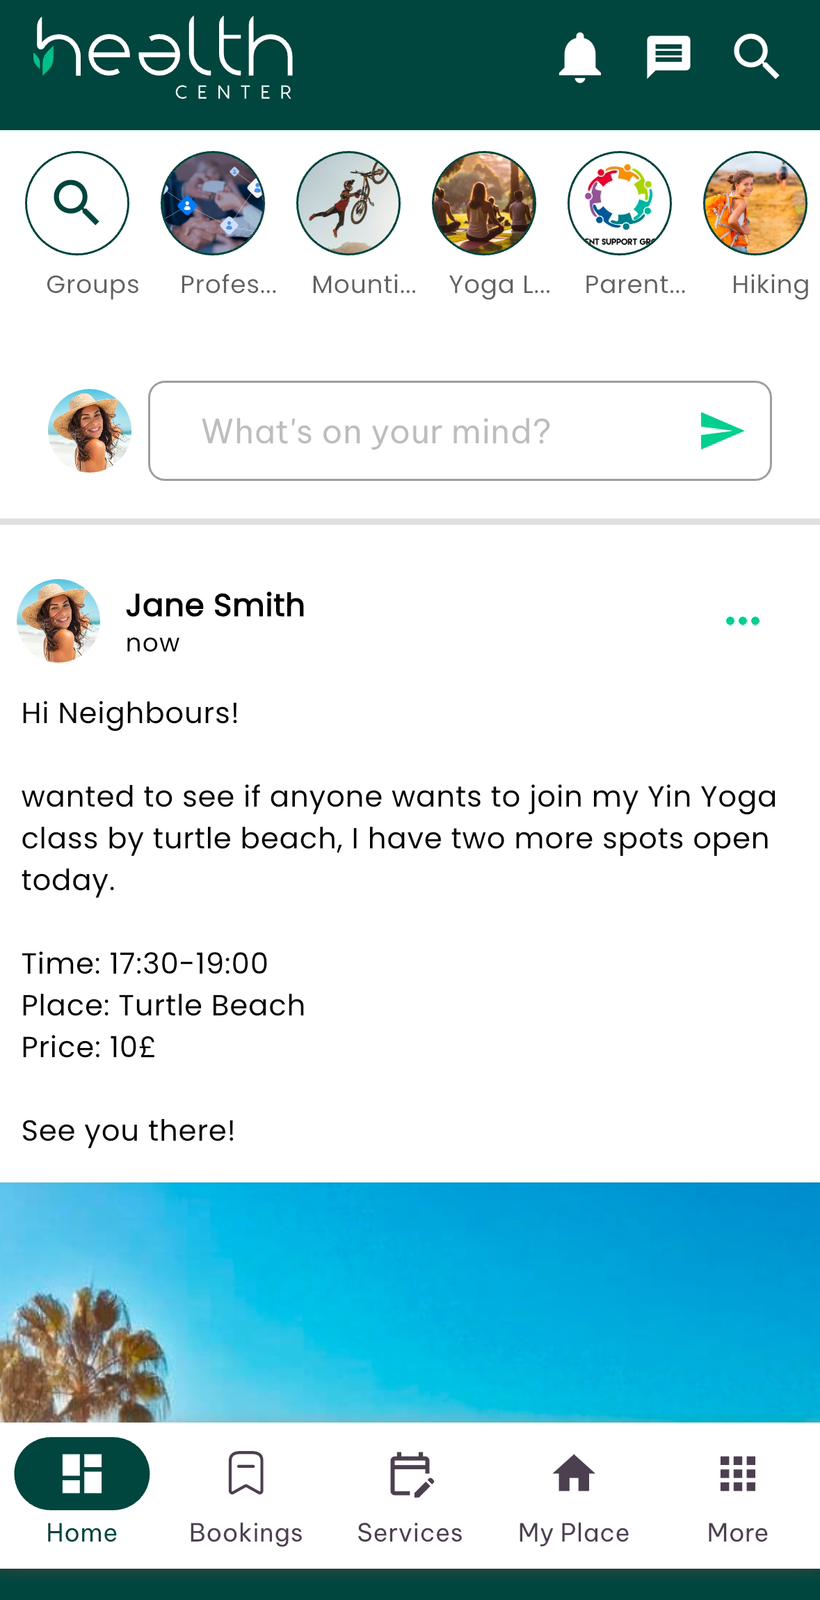 health
CENTER
ENT SUPPORT GRO
Groups
Profes...
Mounti...
Yoga L...
Parent...
Hiking
What's on your mind?
Jane Smith
now
Hi Neighbours!
wanted to see if anyone wants to join my Yin Yoga
class by turtle beach, I have two more spots open
today.
Time: 17:30-19:00
Place: Turtle Beach
Price: 10£
See you there!
Home
Bookings
Services
My Place
More